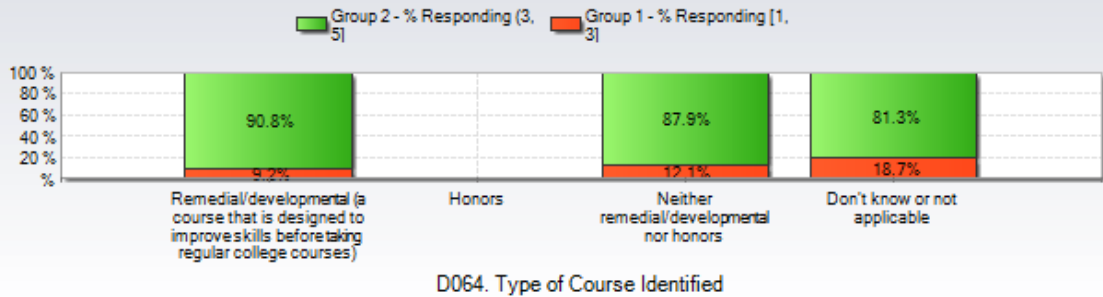 Group 2 - % Responding (3,
5]
Group 1 - % Responding [1,
3]
100 %
80 %
60 %
40 %
20 %
%
90.8%
9.2%
87.9%
12.1%
81.3%
18.7%
Remedial/developmental (a
course that is designed to
improve skills before taking
regular college courses)
Honors
Neither
remedial/developmental
nor honors
Don't know or not
applicable
D064. Type of Course Identified